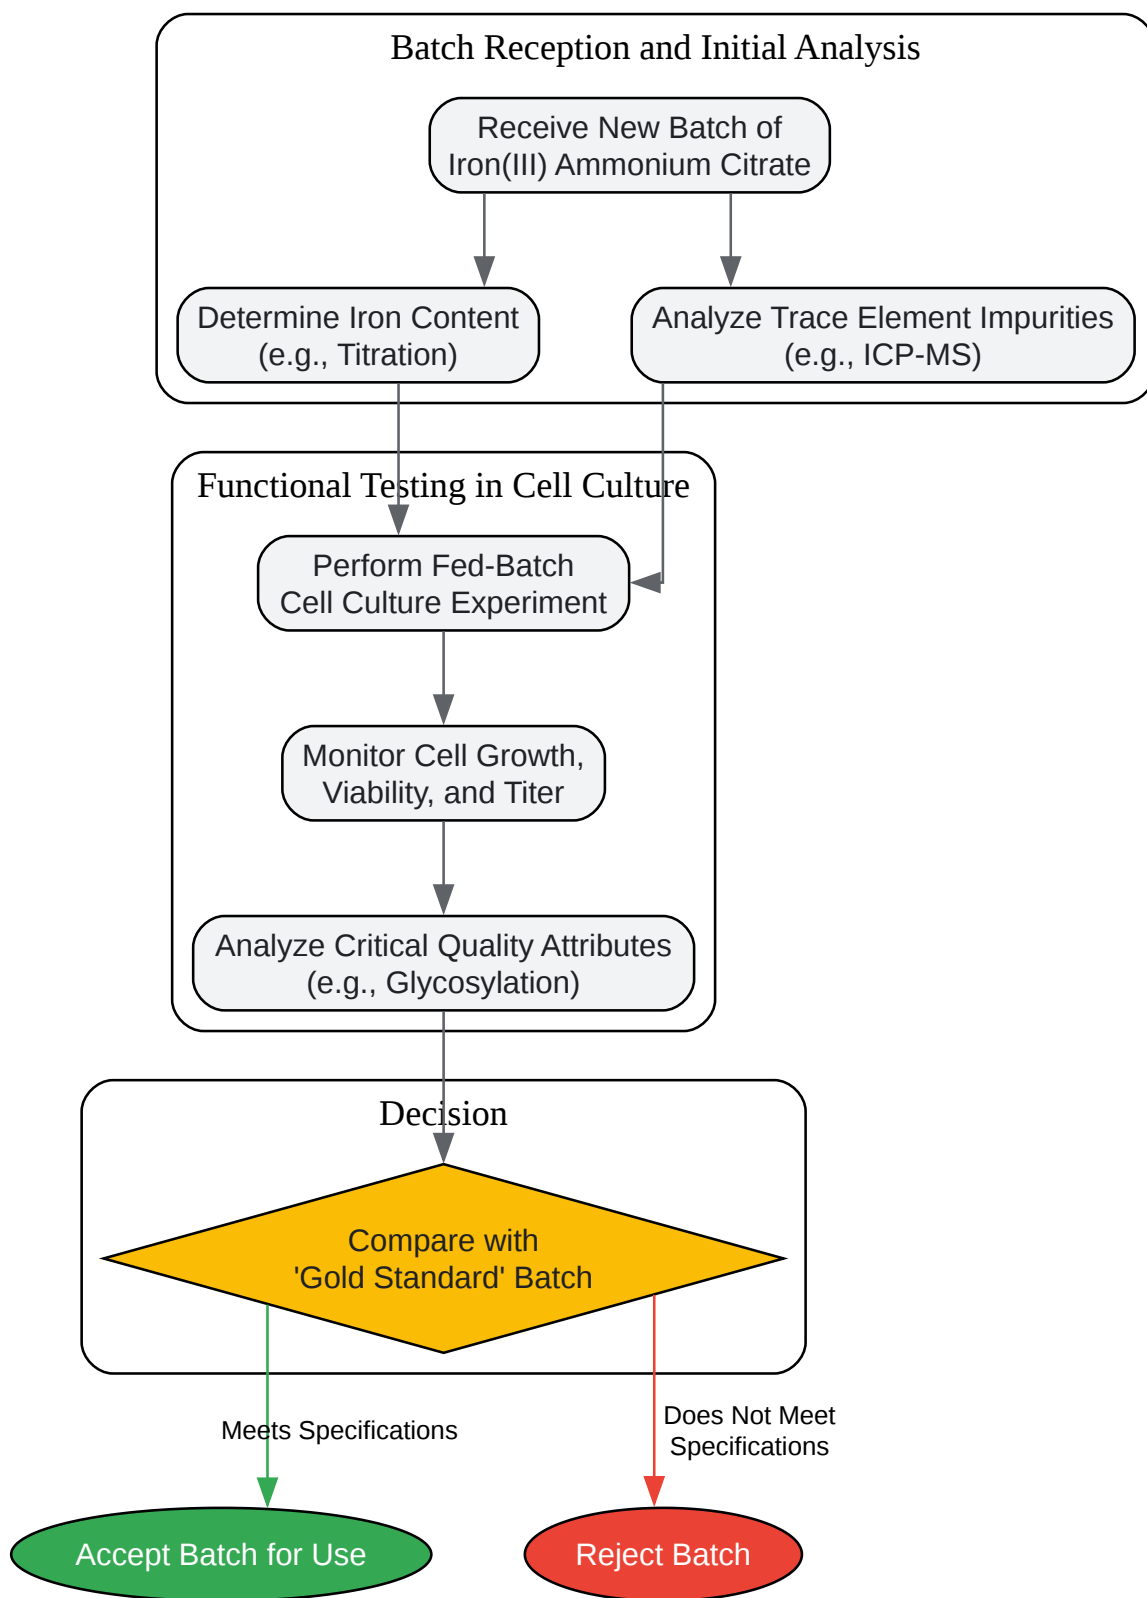 Batch Reception and Initial Analysis
Receive New Batch of
Iron(III) Ammonium Citrate
Determine Iron Content
(e.g., Titration)
Analyze Trace Element Impurities
(e.g., ICP-MS)
Functional Testing in Cell Culture
Perform Fed-Batch
Cell Culture Experiment
Monitor Cell Growth,
Viability, and Titer
Analyze Critical Quality Attributes
(e.g., Glycosylation)
Decision
Compare with
'Gold Standard' Batch
Meets Specifications
Does Not Meet
Specifications
Accept Batch for Use
Reject Batch